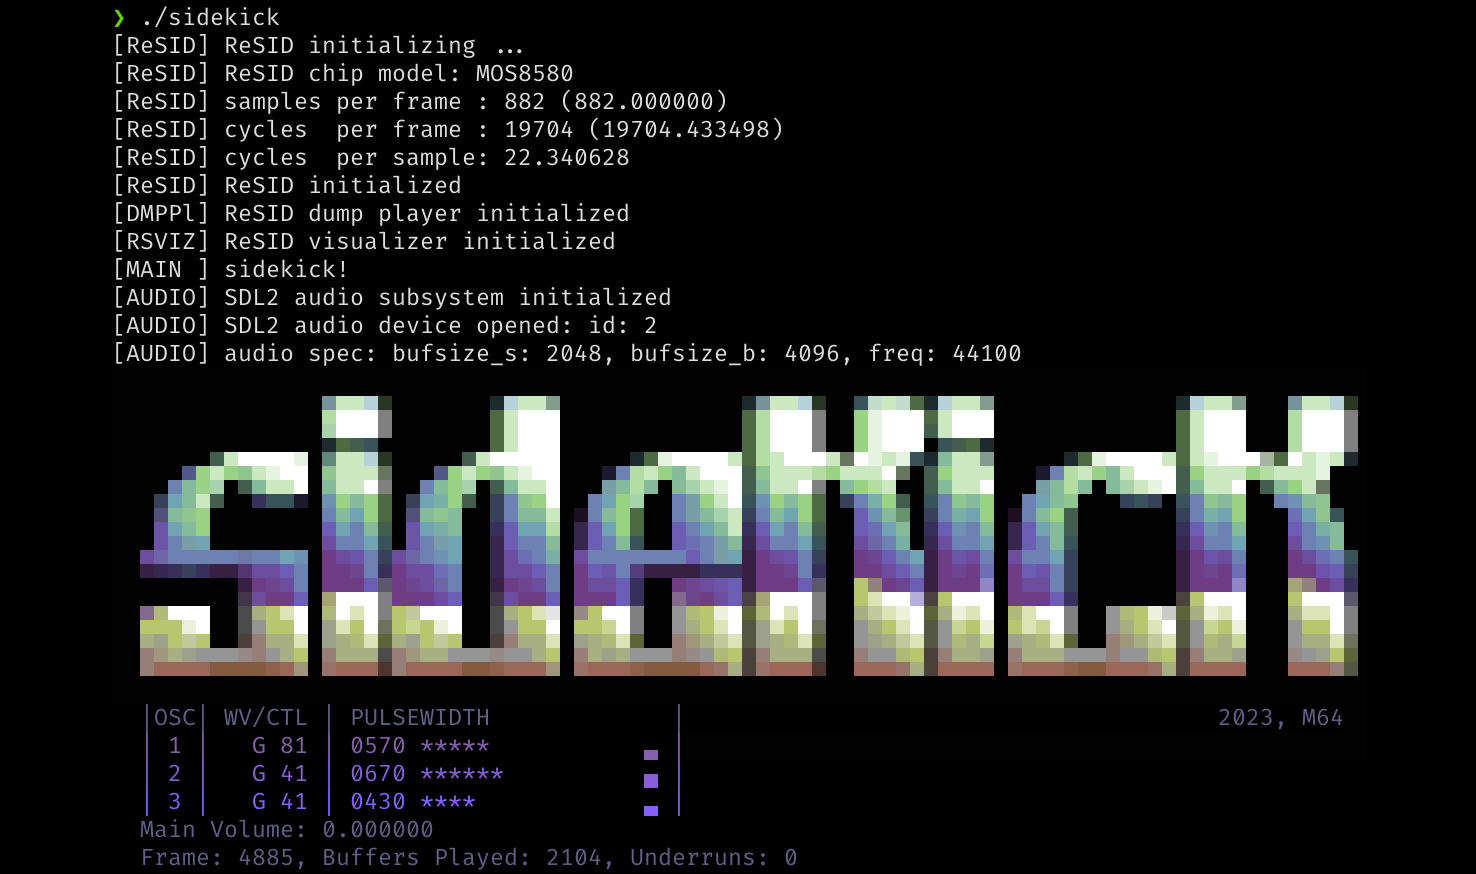 ❯ ./sidekick
[ReSID] ReSID initializing ...
[ReSID] ReSID chip model: MOS8580
[ReSID] samples per frame : 882 (882.000000)
[ReSID] cycles  per frame : 19704 (19704.433498)
[ReSID] cycles  per sample: 22.340628
[ReSID] ReSID initialized
[DMPPl] ReSID dump player initialized
[RSVIZ] ReSID visualizer initialized
[MAIN ] sidekick!
[AUDIO] SDL2 audio subsystem initialized
[AUDIO] SDL2 audio device opened: id: 2
[AUDIO] audio spec: bufsize_s: 2048, bufsize_b: 4096, freq: 44100
sidekick
|OSC| WV/CTL | PULSEWIDTH | 2023, M64
| 1 | G 81 | 0570 ***** |
| 2 | G 41 | 0670 ****** |
| 3 | G 41 | 0430 **** |
Main Volume: 0.000000
Frame: 4885, Buffers Played: 2104, Underruns: 0